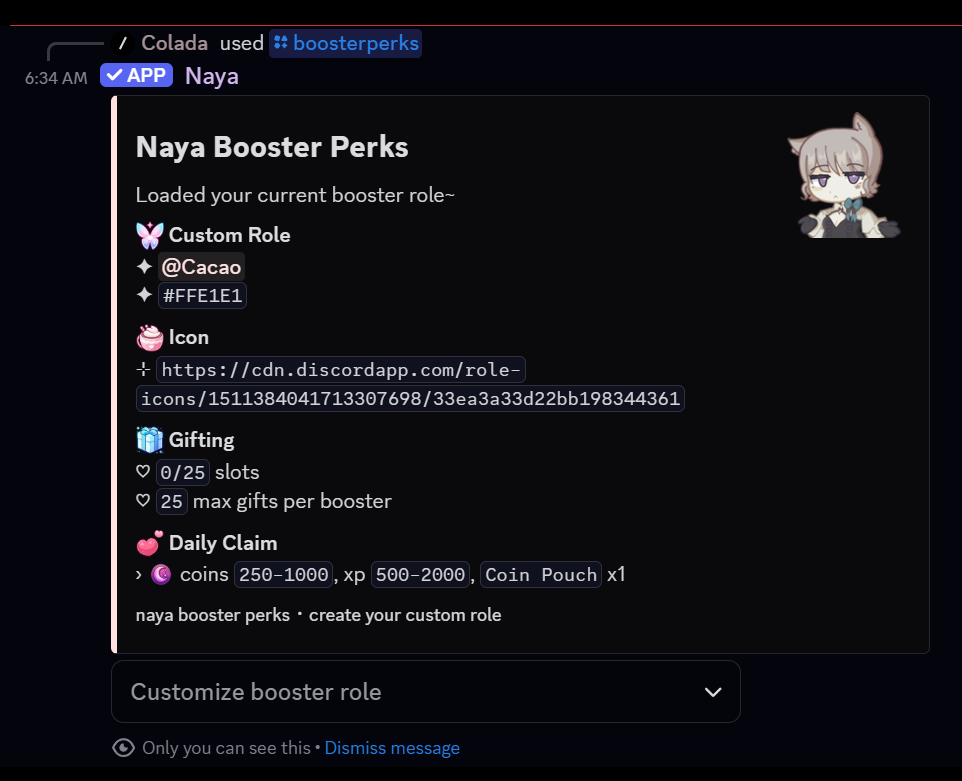 Colada used boosterperks
6:34 AM ✓ APP Naya
Naya Booster Perks
Loaded your current booster role~
Custom Role
✦ @Cacao
✦ #FFE1E1
Icon
https://cdn.discordapp.com/role-
icons/1511384041713307698/33ea3a33d22bb198344361
Gifting
♡ 0/25 slots
♡ 25 max gifts per booster
Daily Claim
› coins 250-1000, xp 500-2000, Coin Pouch x1
naya booster perks • create your custom role
Customize booster role
Only you can see this • Dismiss message